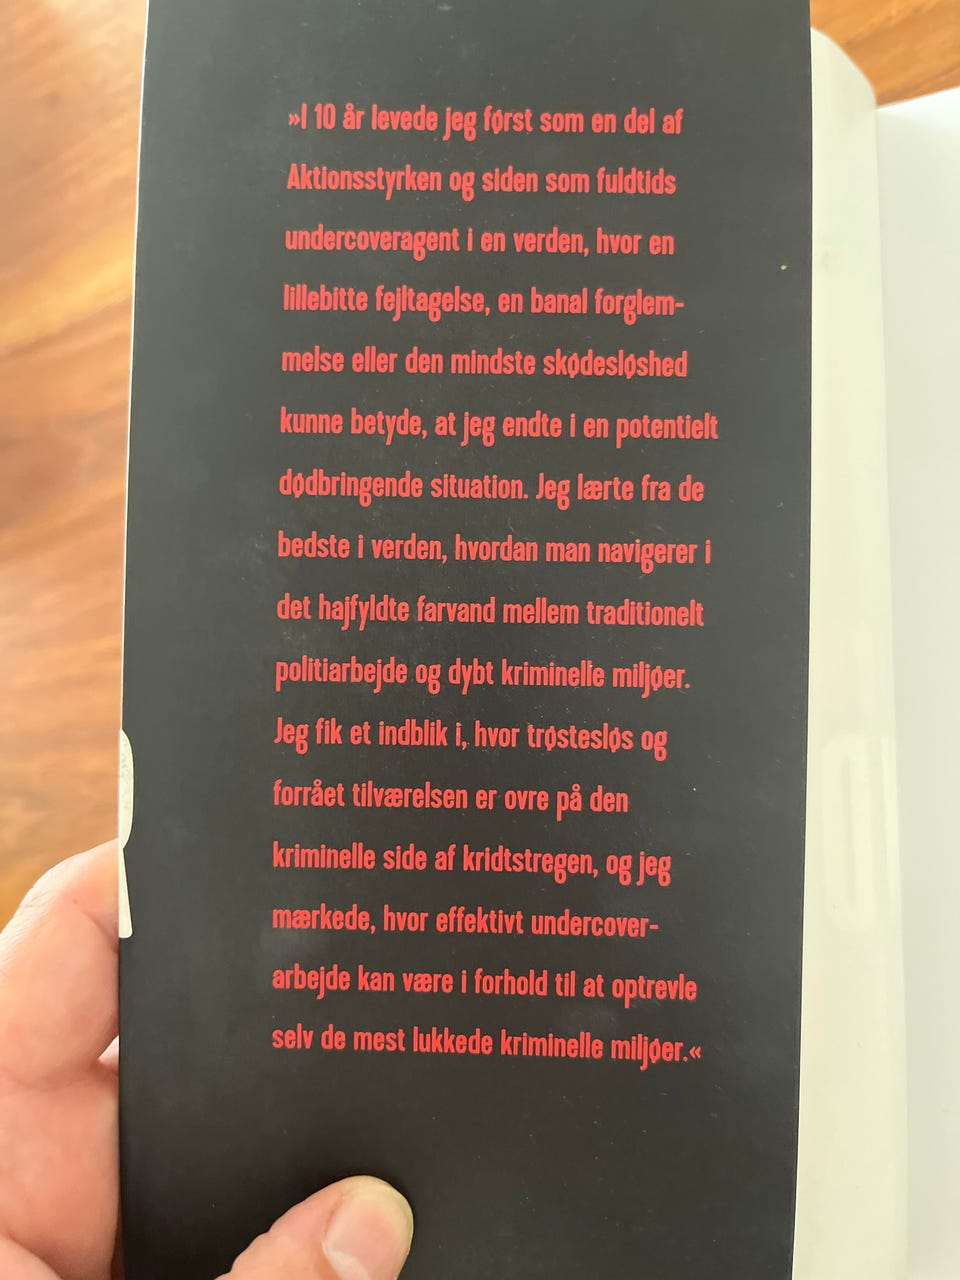 »I 10 år levede jeg først som en del af
Aktionsstyrken og siden som fuldtids
undercoveragent i en verden, hvor en
lillebitte fejltagelse, en banal forglem-
melse eller den mindste skødesløshed
kunne betyde, at jeg endte i en potentielt
dødbringende situation. Jeg lærte fra de
bedste i verden, hvordan man navigerer i
det hajfyldte farvand mellem traditionelt
politiarbejde og dybt kriminelle miljøer.
Jeg fik et indblik i, hvor trøstesløs og
forrået tilværelsen er ovre på den
kriminelle side af kridtstregen, og jeg
mærkede, hvor effektivt undercover-
arbejde kan være i forhold til at optrevle
selv de mest lukkede kriminelle miljøer.«